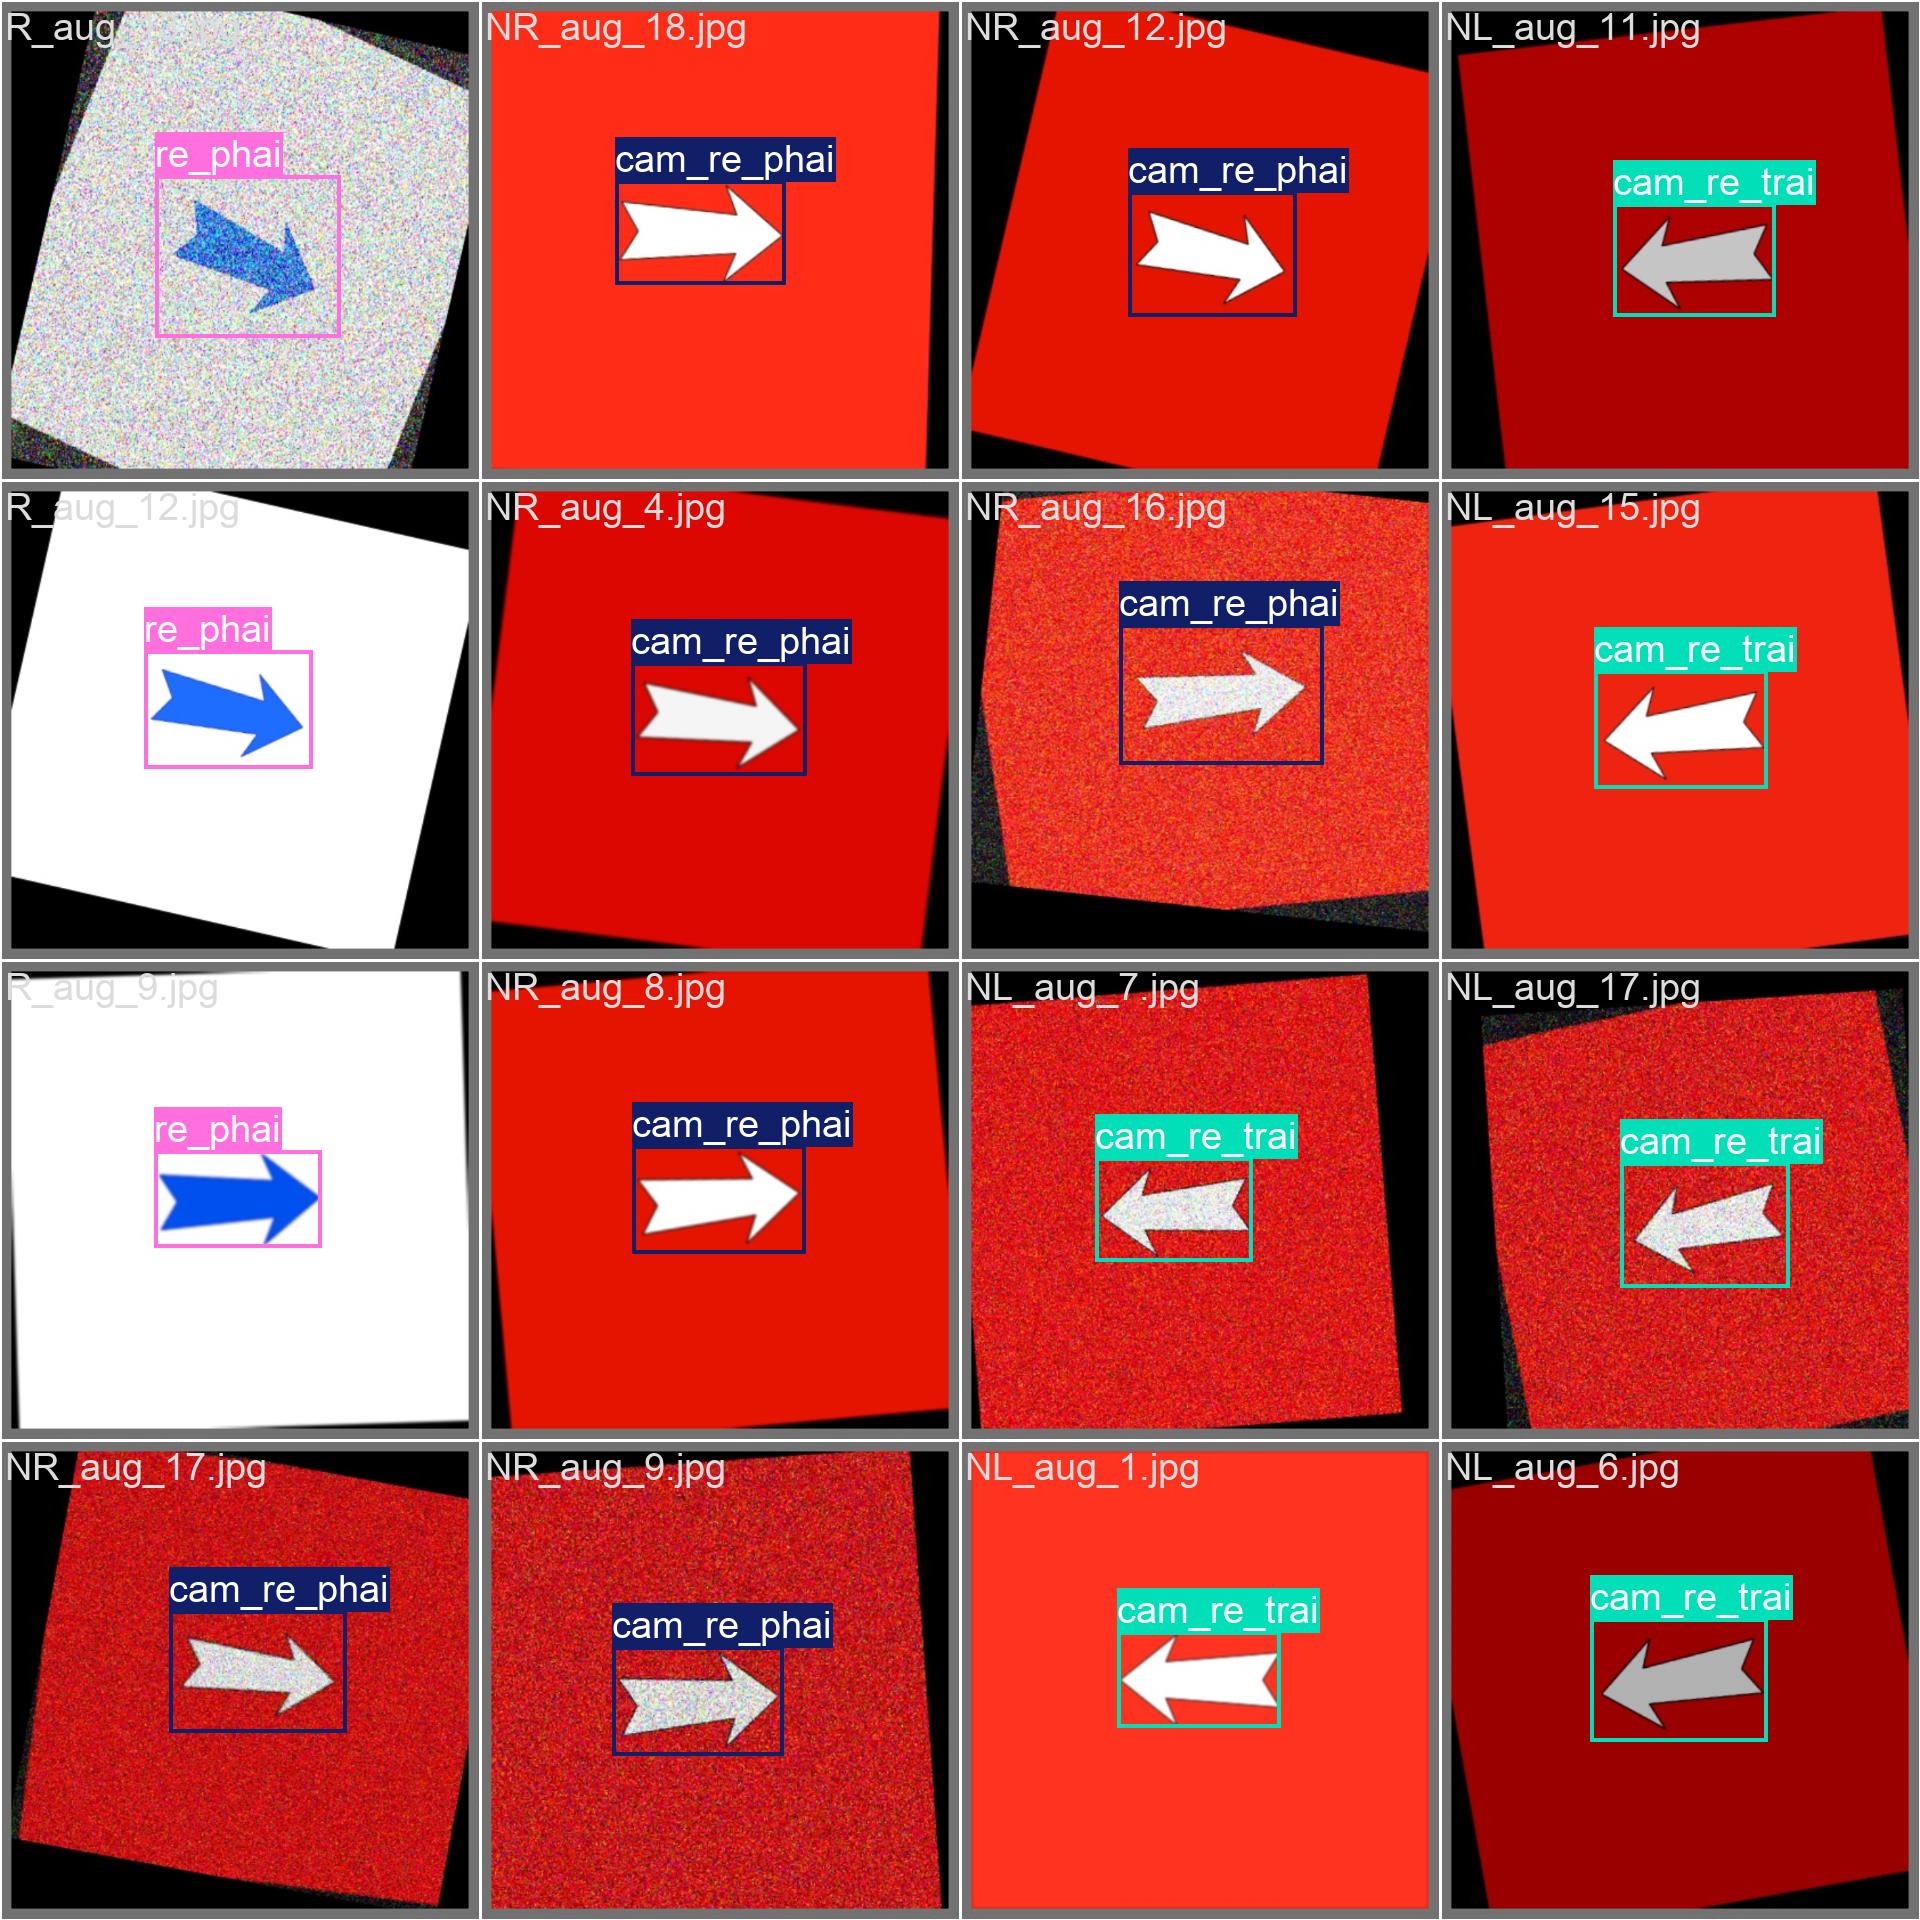 R_aug
NR_aug_18.jpg
NR_aug_12.jpg
NL_aug_11.jpg
re_phai
cam_re_phai
cam_re_phai
cam_re_trai
R_aug_12.jpg
NR_aug_4.jpg
NR_aug_16.jpg
NL_aug_15.jpg
re_phai
cam_re_phai
cam_re_phai
cam_re_trai
R_aug_9.jpg
NR_aug_8.jpg
NL_aug_7.jpg
NL_aug_17.jpg
re_phai
cam_re_phai
cam_re_trai
cam_re_trai
NR_aug_17.jpg
NR_aug_9.jpg
NL_aug_1.jpg
NL_aug_6.jpg
cam_re_phai
cam_re_phai
cam_re_trai
cam_re_trai